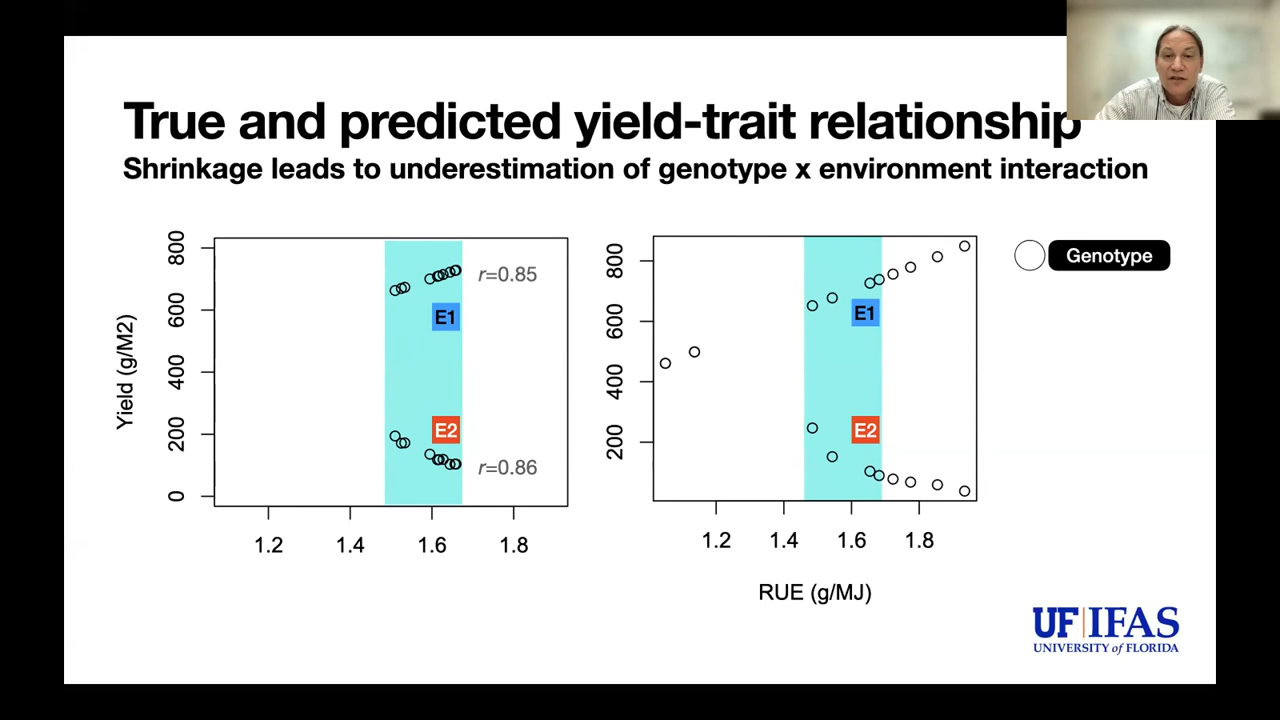 True and predicted yield-trait relationship
Shrinkage leads to underestimation of genotype x environment interaction
Yield (g/M2)
800
600
400
200
0
r=0.85
E1
E2
r=0.86
1.2 1.4 1.6 1.8
800
600
400
200
E1
E2
1.2 1.4 1.6 1.8
RUE (g/MJ)
Genotype
UF|IFAS
UNIVERSITY of FLORIDA